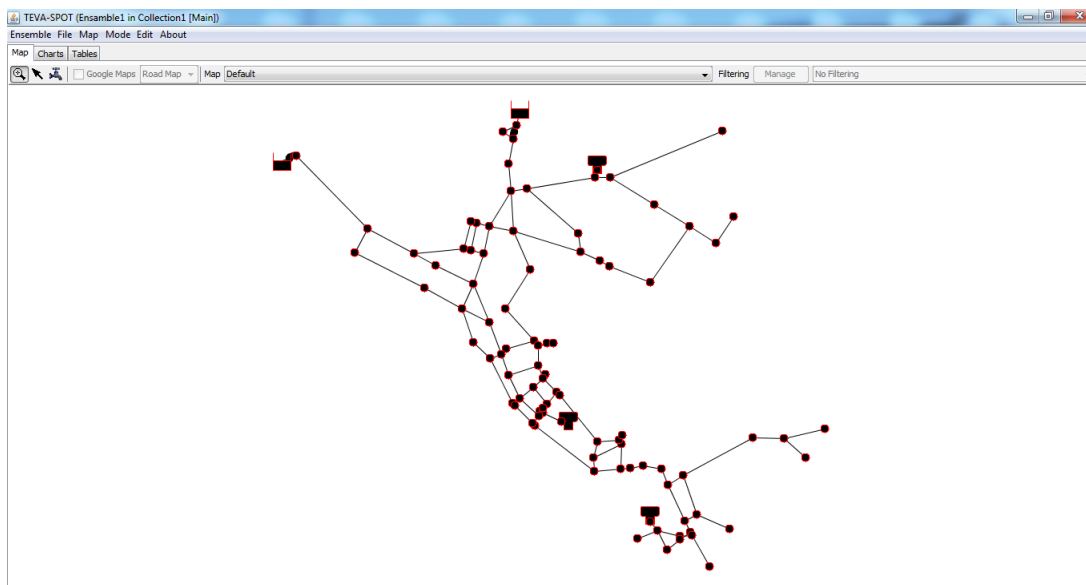 TEVA-SPOT (Ensamble1 in Collection1 [Main])
Ensemble File Map Mode Edit About
Map Charts Tables
Google Maps Road Map Map Default Filtering Manage No Filtering